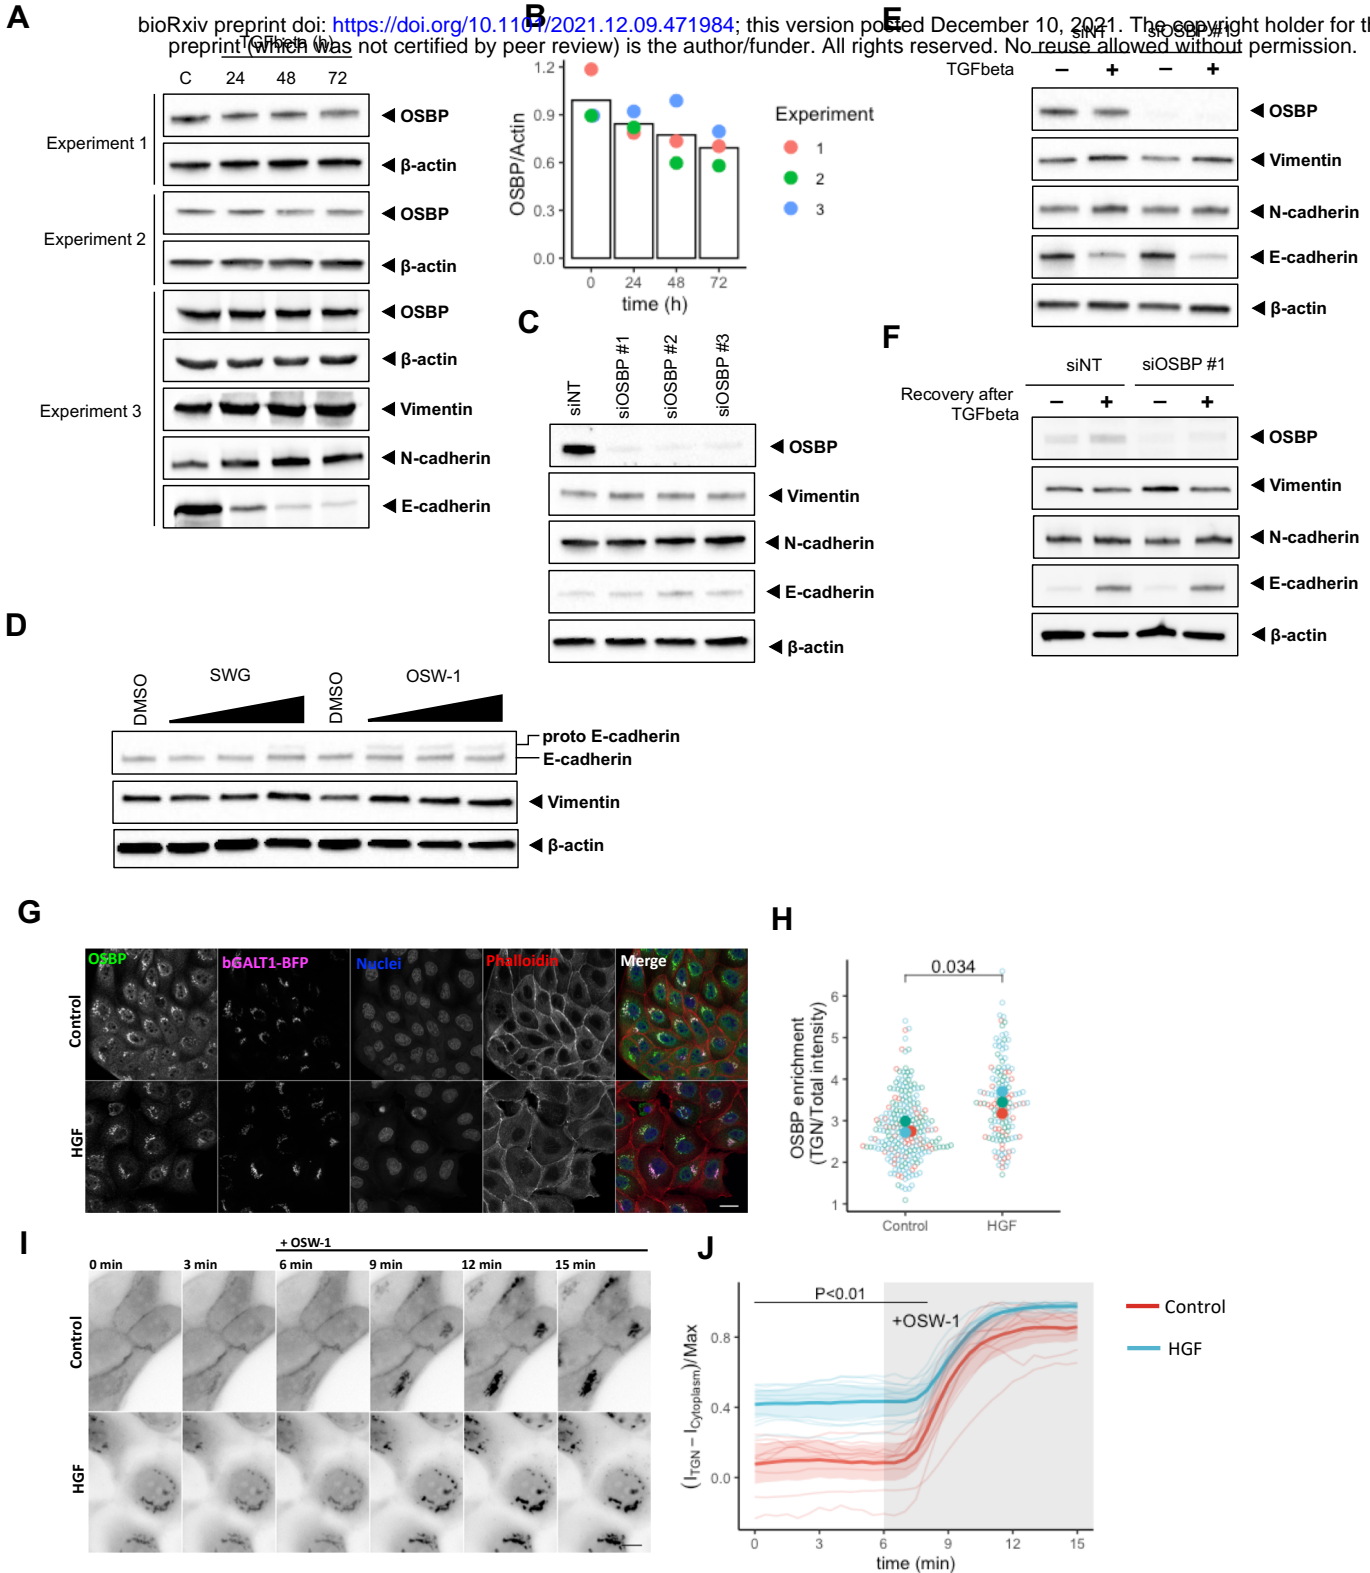 bioRxiv preprint doi: https://doi.org/10.1101/2021.12.09.471984; this version posted December 10, 2021. The copyright holder for t
preprint (which was not certified by peer review) is the author/funder. All rights reserved. No reuse allowed without permission.
A
TGFbeta (h)
C 24 48 72
Experiment 1
OSBP
β-actin
Experiment 2
OSBP
β-actin
Experiment 3
OSBP
β-actin
Vimentin
N-cadherin
E-cadherin
B
OSBP/Actin
1.2
0.9
0.6
0.3
0.0
0 24 48 72
time (h)
Experiment
1
2
3
C
siNT siOSBP #1 siOSBP #2 siOSBP #3
OSBP
Vimentin
N-cadherin
E-cadherin
β-actin
D
DMSO SWG DMSO OSW-1
proto E-cadherin
E-cadherin
Vimentin
β-actin
E
siNT siOSBP #1
TGFbeta − + − +
OSBP
Vimentin
N-cadherin
E-cadherin
β-actin
F
siNT siOSBP #1
Recovery after
TGFbeta
− + − +
OSBP
Vimentin
N-cadherin
E-cadherin
β-actin
G
OSBP bGALT1-BFP Nuclei Phalloidin Merge
Control
HGF
H
0.034
OSBP enrichment
(TGN/Total intensity)
6
5
4
3
2
1
Control HGF
I
+ OSW-1
0 min 3 min 6 min 9 min 12 min 15 min
Control
HGF
J
P<0.01
+OSW-1
(I TGN − I Cytoplasm)/Max
0.8
0.4
0.0
0 3 6 9 12 15
time (min)
Control
HGF